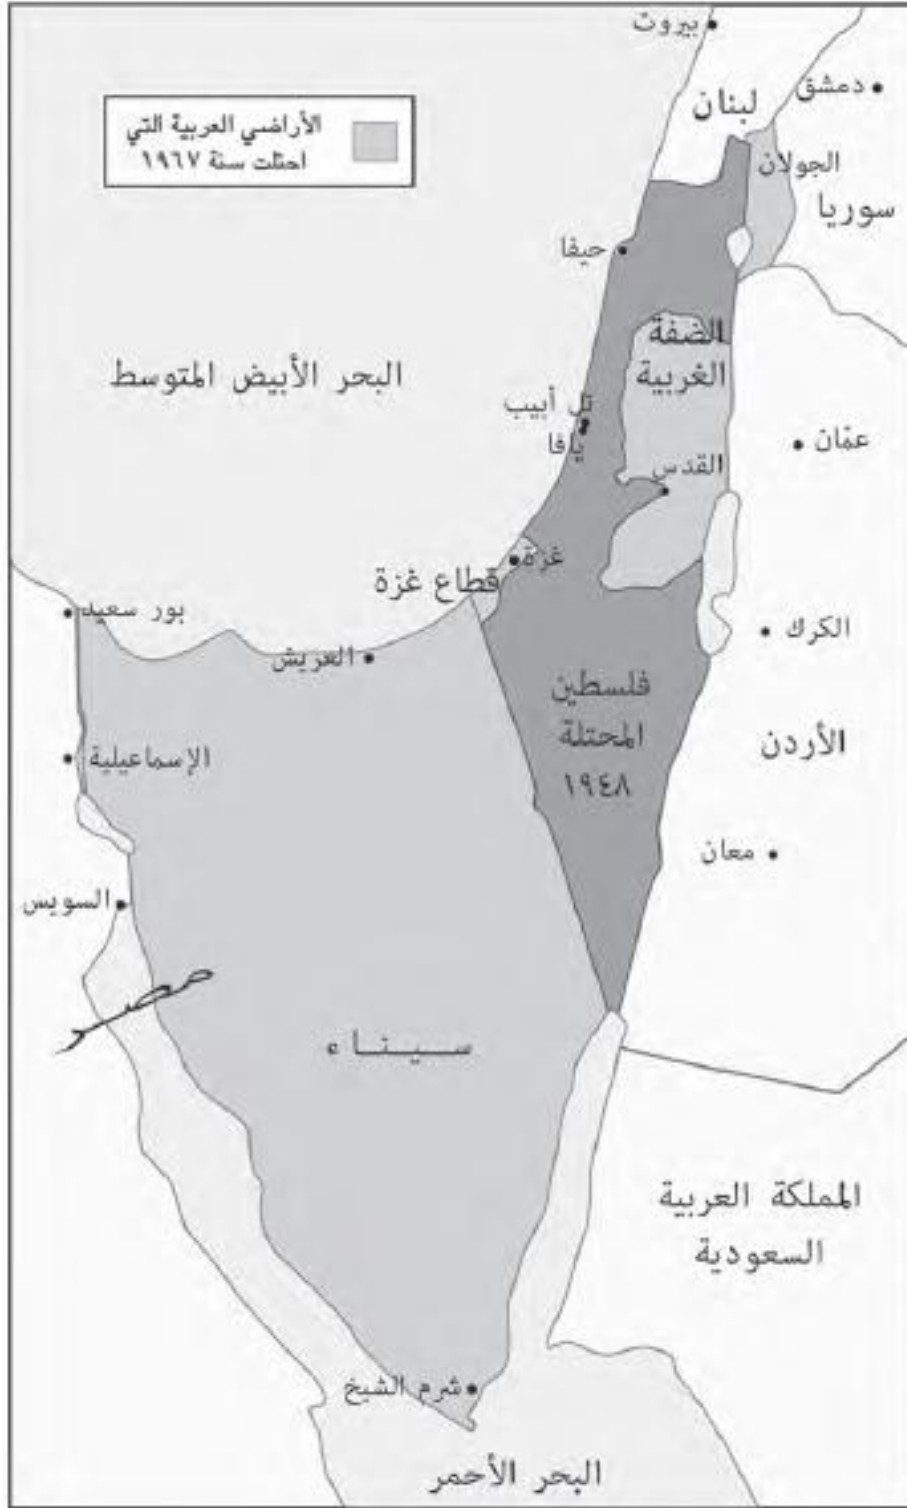 بيروت
دمشق
لبنان
الأراضي العربية التي
احتلت سنة ١٩٦٧
الجولان
سوريا
حيفا
الضفة
الغربية
البحر الأبيض المتوسط
تل أبيب
يافا
عمّان
القدس
غزة
قطاع غزة
بور سعيد
الكرك
العريش
فلسطين
المحتلة
١٩٤٨
الأردن
الإسماعيلية
معان
السويس
مصر
سينــاء
المملكة العربية
السعودية
شرم الشيخ
البحر الأحمر